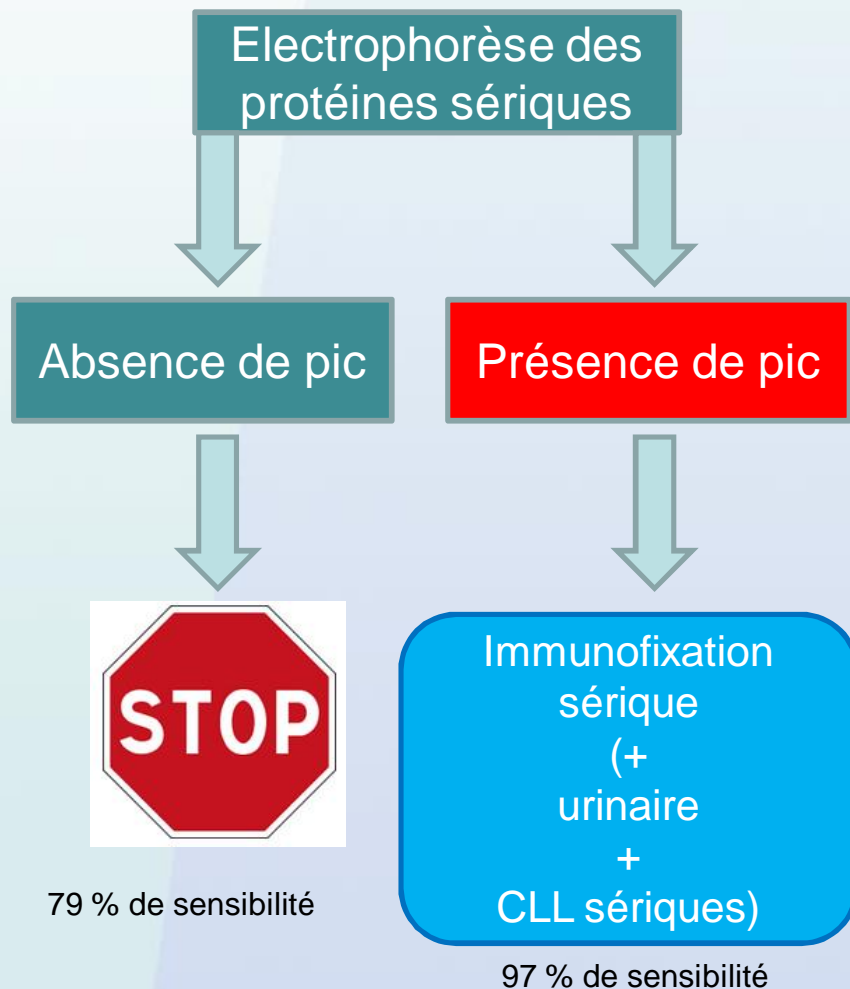 Electrophorèse des
protéines sériques
Absence de pic
Présence de pic
STOP
79 % de sensibilité
Immunofixation
sérique
(+
urinaire
+
CLL sériques)
97 % de sensibilité